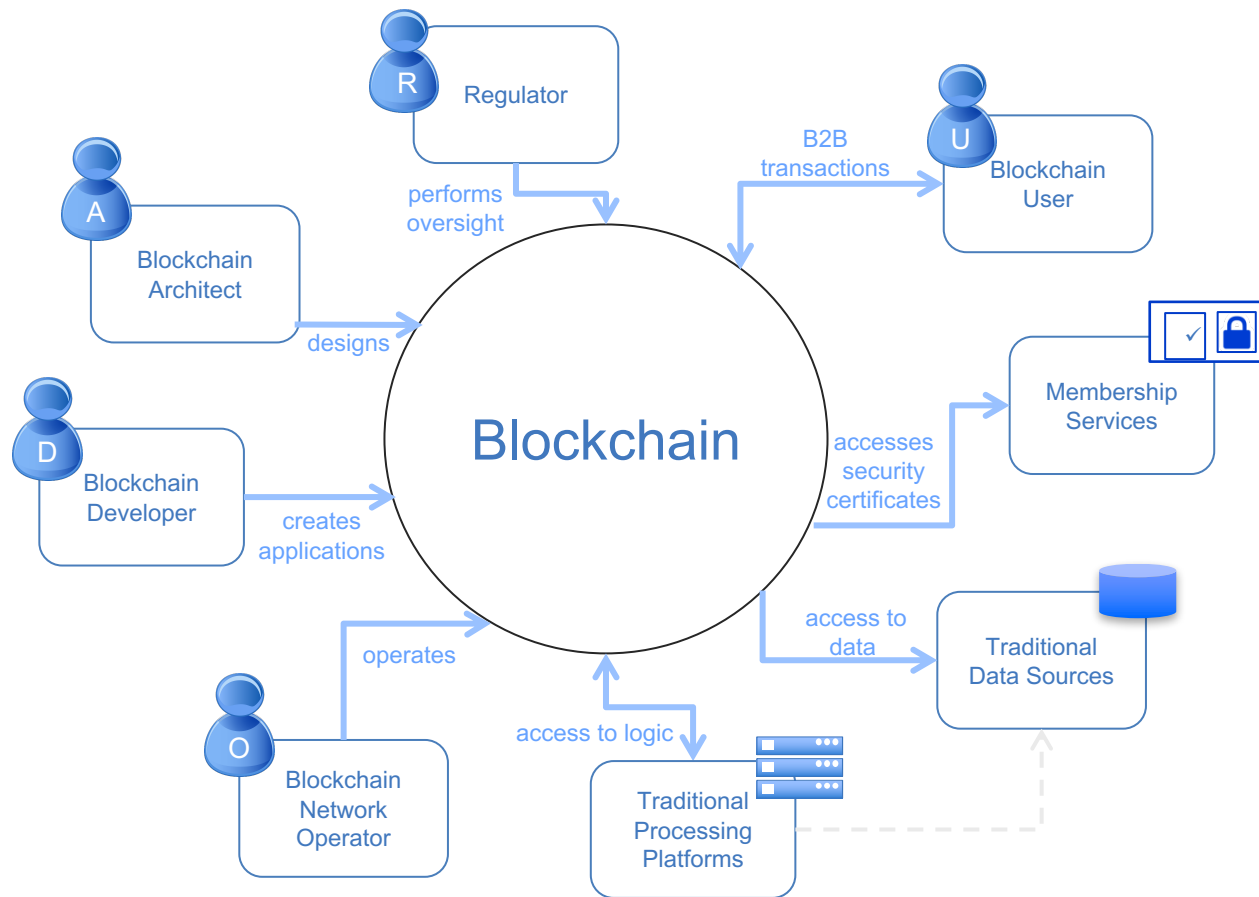 R
Regulator
performs
oversight
B2B
transactions
U
Blockchain
User
A
Blockchain
Architect
designs
Membership
Services
accesses
security
certificates
Blockchain
D
Blockchain
Developer
creates
applications
access to
data
Traditional
Data Sources
operates
O
Blockchain
Network
Operator
access to logic
Traditional
Processing
Platforms